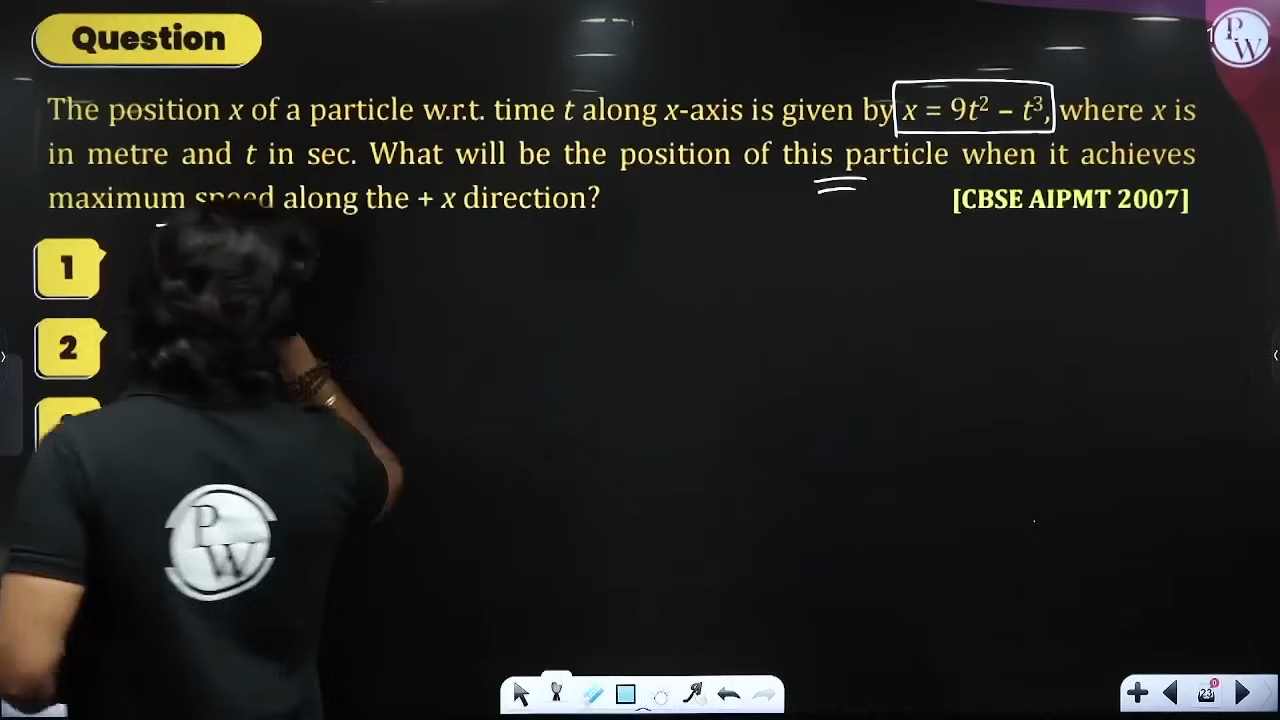 Question
The position x of a particle w.r.t. time t along x-axis is given by x = 9t² – t³, where x is
in metre and t in sec. What will be the position of this particle when it achieves
maximum speed along the + x direction?
[CBSE AIPMT 2007]
1
2
P
W
P
W
23